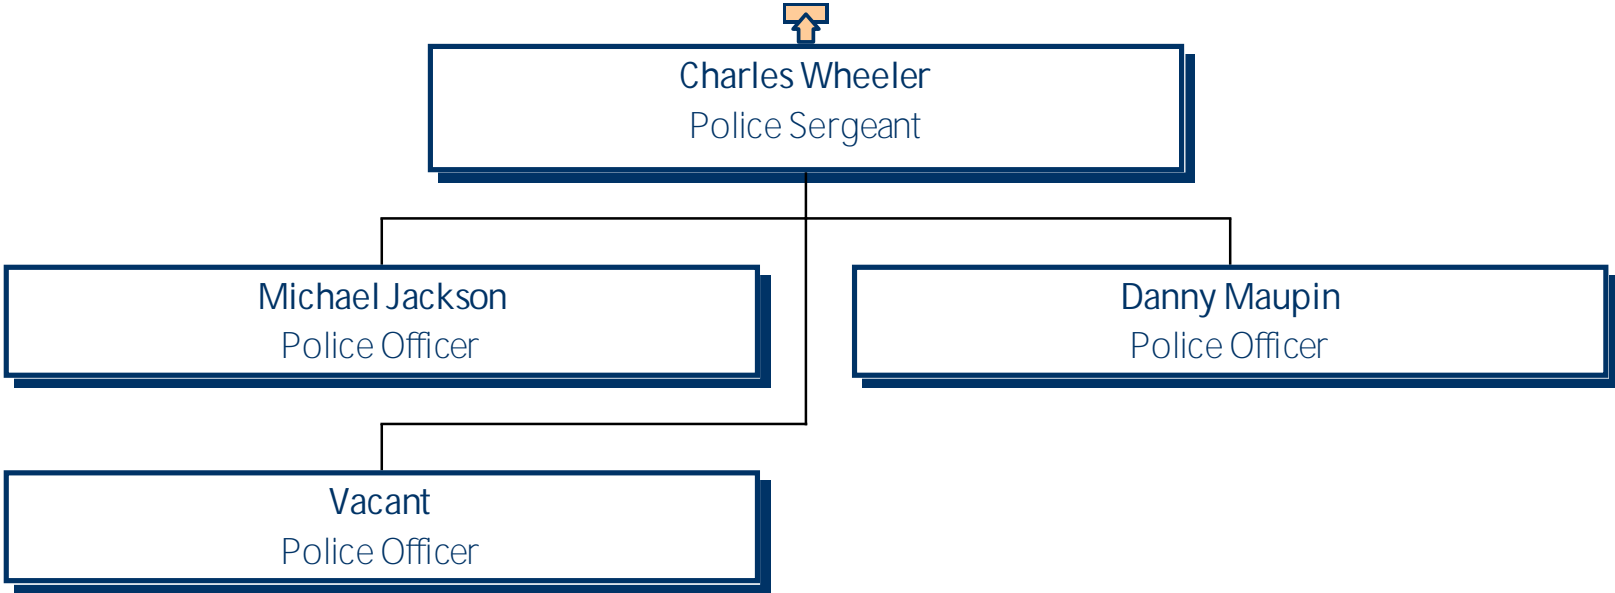 Charles Wheeler
Police Sergeant
Michael Jackson
Police Officer
Danny Maupin
Police Officer
Vacant
Police Officer